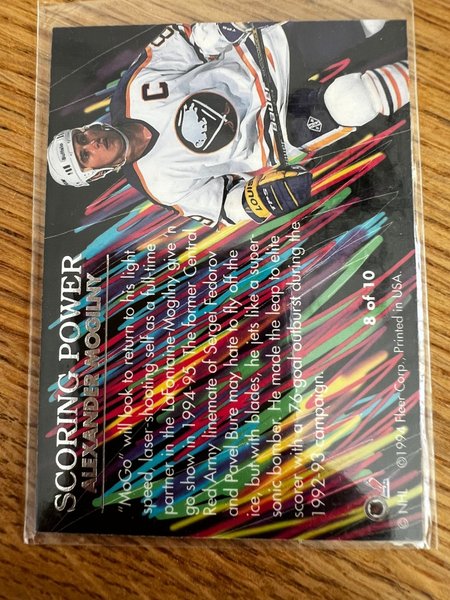 SCORING POWER
ALEXANDER MOGILNY
"MoGo" will look to return to his light
speed, laser-shooting self as a full-time
partner in the LaFontaine-Mogilny give 'n
go show in 1994-95. The former Central
Red Army linemate of Sergei Fedorov
and Pavel Bure may hate to fly off the
ice, but with blades, he jets like a super-
sonic bomber. He made the leap to elite
scorer with a 76-goal outburst during the
1992-93 campaign.
8 of 10
© NHL ©1994 Fleer Corp., Printed in USA.
C
8
bauer
LOUISVILLE
TPS